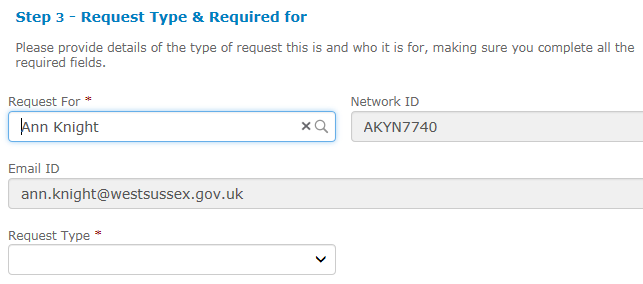 Step 3 - Request Type & Required for
Please provide details of the type of request this is and who it is for, making sure you complete all the
required fields.
Request For *
Network ID
Ann Knight
AKYN7740
Email ID
ann.knight@westsussex.gov.uk
Request Type *